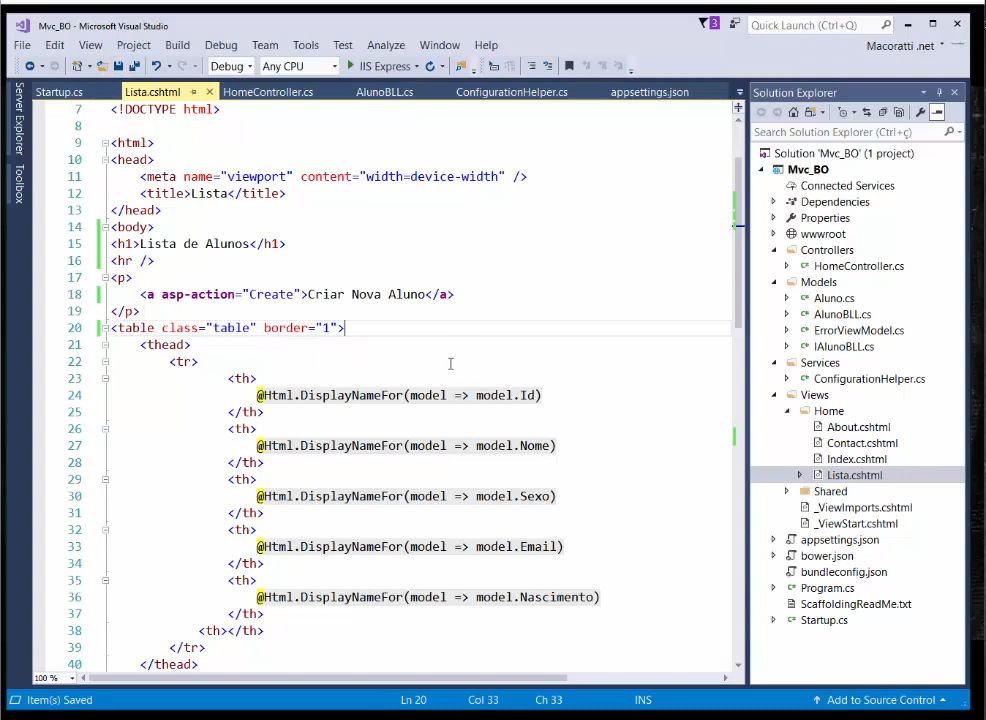 Mvc_BO - Microsoft Visual Studio
3
Quick Launch (Ctrl+Q)
File Edit View Project Build Debug Team Tools Test Analyze Window Help
Macoratti .net
Debug Any CPU IIS Express
Server Explorer
Toolbox
Startup.cs Lista.cshtml HomeController.cs AlunoBLL.cs ConfigurationHelper.cs appsettings.json
7 <!DOCTYPE html>
8
9 <html>
10 <head>
11 <meta name="viewport" content="width=device-width" />
12 <title>Lista</title>
13 </head>
14 <body>
15 <h1>Lista de Alunos</h1>
16 <hr />
17 <p>
18 <a asp-action="Create">Criar Nova Aluno</a>
19 </p>
20 <table class="table" border="1">
21 <thead>
22 <tr>
23 <th>
24 @Html.DisplayNameFor(model => model.Id)
25 </th>
26 <th>
27 @Html.DisplayNameFor(model => model.Nome)
28 </th>
29 <th>
30 @Html.DisplayNameFor(model => model.Sexo)
31 </th>
32 <th>
33 @Html.DisplayNameFor(model => model.Email)
34 </th>
35 <th>
36 @Html.DisplayNameFor(model => model.Nascimento)
37 </th>
38 <th></th>
39 </tr>
40 </thead>
100 %
Solution Explorer
Search Solution Explorer (Ctrl+ç)
Solution 'Mvc_BO' (1 project)
Mvc_BO
Connected Services
Dependencies
Properties
wwwroot
Controllers
HomeController.cs
Models
Aluno.cs
AlunoBLL.cs
ErrorViewModel.cs
IAlunoBLL.cs
Services
ConfigurationHelper.cs
Views
Home
About.cshtml
Contact.cshtml
Index.cshtml
Lista.cshtml
Shared
_ViewImports.cshtml
_ViewStart.cshtml
appsettings.json
bower.json
bundleconfig.json
Program.cs
ScaffoldingReadMe.txt
Startup.cs
Item(s) Saved Ln 20 Col 33 Ch 33 INS Add to Source Control